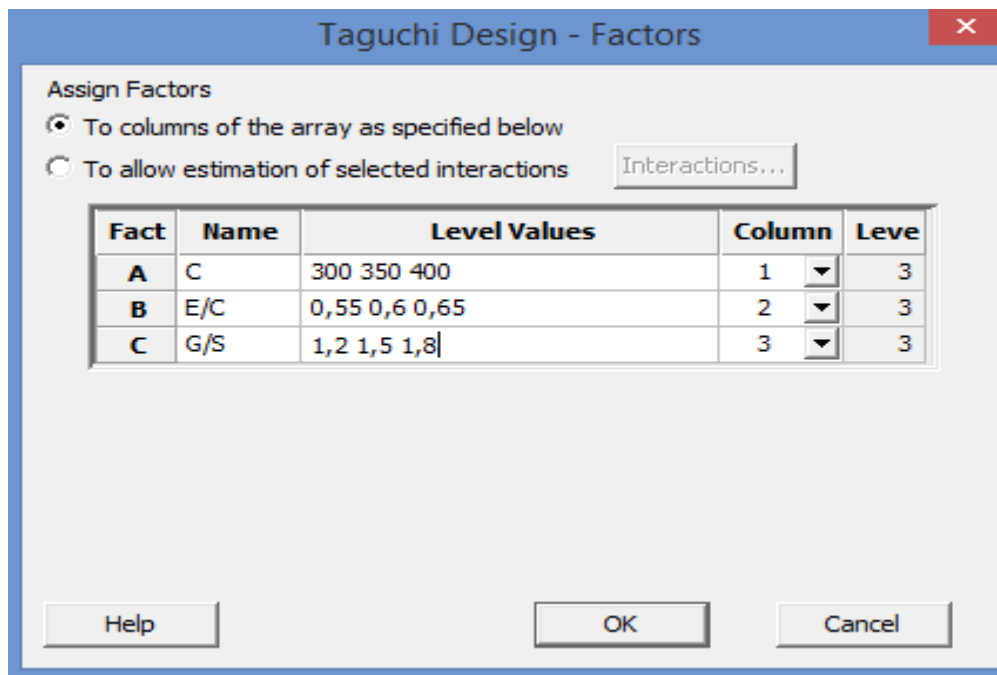 Taguchi Design - Factors
Assign Factors
To columns of the array as specified below
To allow estimation of selected interactions Interactions...
Fact Name Level Values Column Leve
A C 300 350 400 1 3
B E/C 0,55 0,6 0,65 2 3
C G/S 1,2 1,5 1,8 3 3
Help OK Cancel